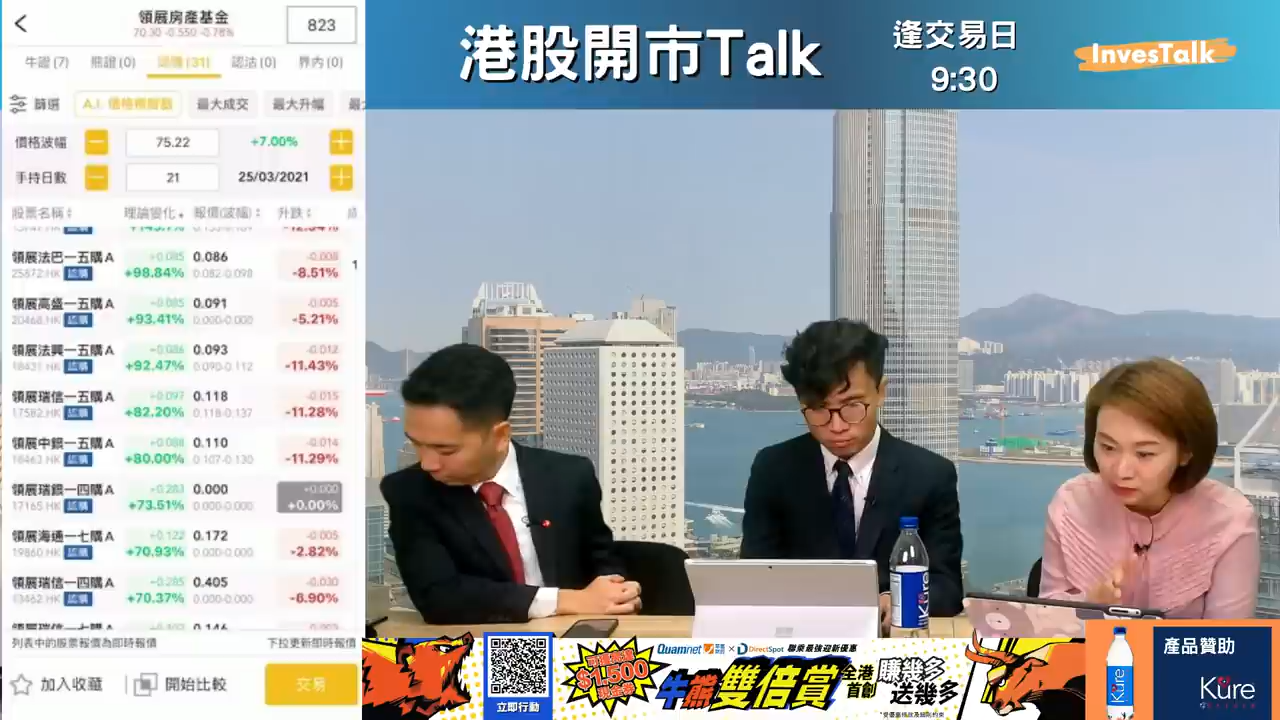 領展房產基金
70.30 -0.550 -0.78%
823
牛證(7) 熊證(0) 認購(31) 認沽(0) 界內(0)
篩選 A.I. 價格模擬器 最大成交 最大升幅
價格波幅 75.22 +7.00%
手持日數 21 25/03/2021
股票名稱 理論變化 報價(波幅) 升跌
領展法巴一五購A +0.085 0.086 -0.008
25872.HK 認購 +98.84% 0.082-0.098 -8.51%
領展高盛一五購A +0.085 0.091 -0.005
20468.HK 認購 +93.41% 0.000-0.000 -5.21%
領展法興一五購A +0.086 0.093 -0.012
18431.HK 認購 +92.47% 0.090-0.112 -11.43%
領展瑞信一五購A +0.097 0.118 -0.015
17582.HK 認購 +82.20% 0.118-0.137 -11.28%
領展中銀一五購A +0.088 0.110 -0.014
18463.HK 認購 +80.00% 0.107-0.130 -11.29%
領展瑞銀一四購A +0.283 0.000 +0.000
17165.HK 認購 +73.51% 0.000-0.000 +0.00%
領展海通一七購A +0.122 0.172 -0.005
19860.HK 認購 +70.93% 0.000-0.000 -2.82%
領展瑞信一四購A +0.285 0.405 -0.030
13462.HK 認購 +70.37% 0.000-0.000 -6.90%
列表中的股票報價為即時報價 下拉更新即時報價
加入收藏 開始比較 交易
港股開市Talk
逢交易日
9:30
InvesTalk
Kure
立即行動
$1,500
Quamnet × DirectSpot 聯乘最強迎新優惠
牛熊雙倍賞
全港首創
賺幾多
送幾多
Kure
產品贊助
Kure